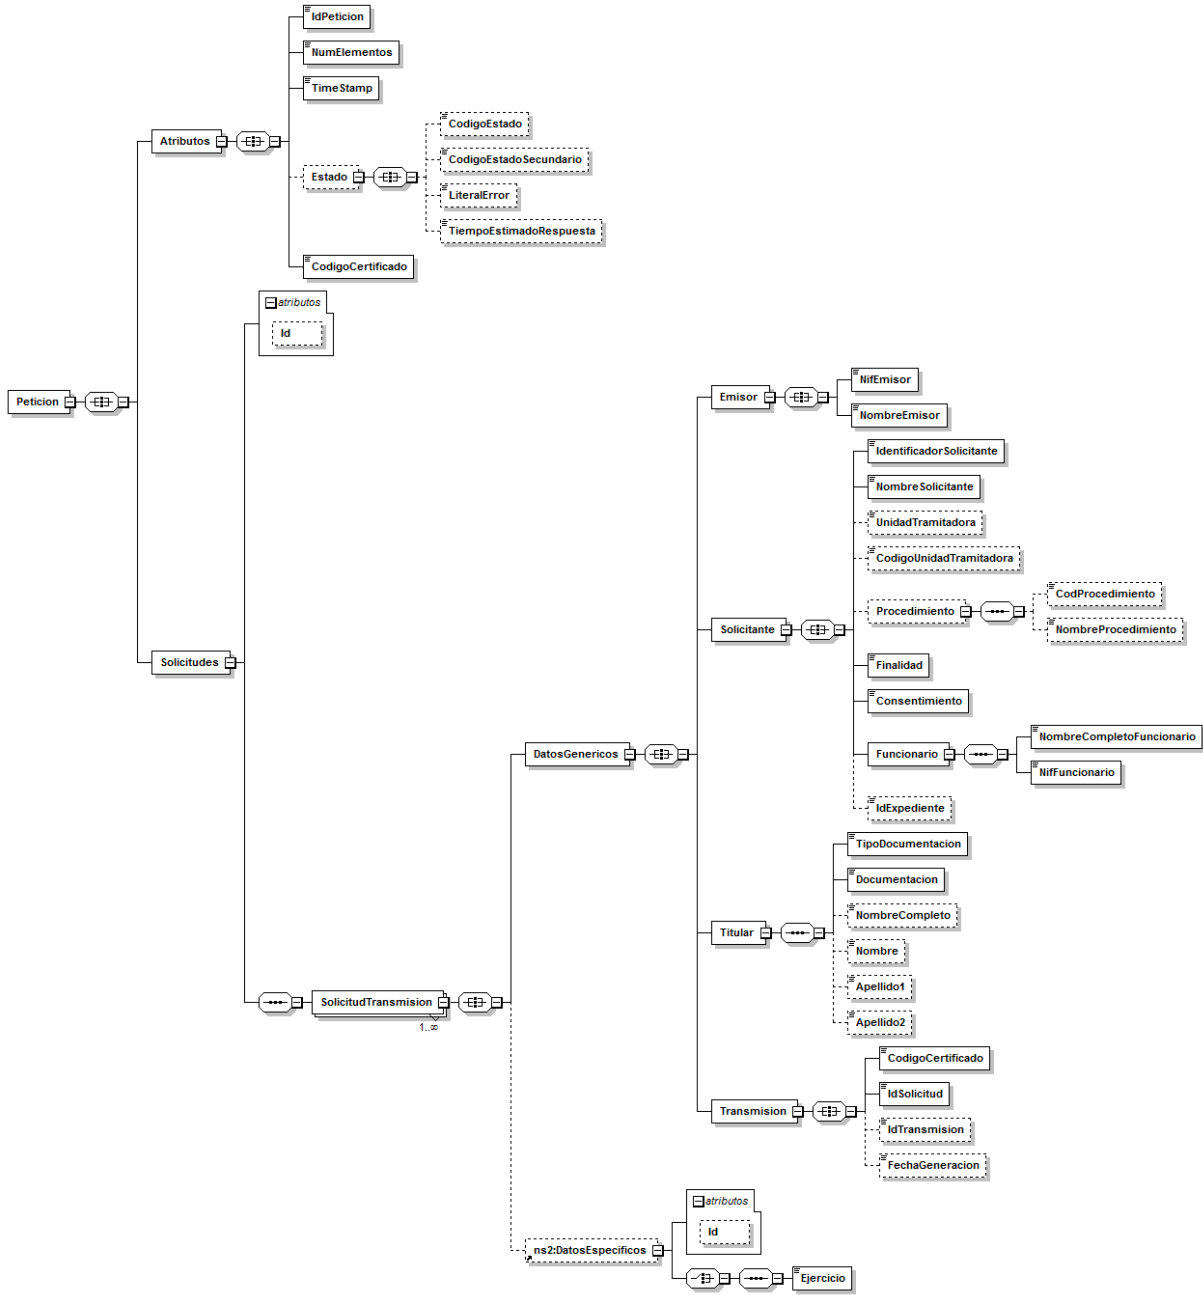 IdPeticion
NumElementos
TimeStamp
Atributos
CodigoEstado
CodigoEstadoSecundario
Estado
LiteralError
TiempoEstimadoRespuesta
CodigoCertificado
atributos
Id
Peticion
Solicitudes
NifEmisor
Emisor
NombreEmisor
IdentificadorSolicitante
NombreSolicitante
UnidadTramitadora
CodigoUnidadTramitadora
CodProcedimiento
Procedimiento
NombreProcedimiento
Solicitante
Finalidad
Consentimiento
NombreCompletoFuncionario
Funcionario
NifFuncionario
DatosGenericos
IdExpediente
TipoDocumentacion
Documentacion
NombreCompleto
Titular
Nombre
Apellido1
SolicitudTransmision
1..∞
Apellido2
CodigoCertificado
IdSolicitud
Transmision
IdTransmision
FechaGeneracion
atributos
Id
ns2:DatosEspecificos
Ejercicio